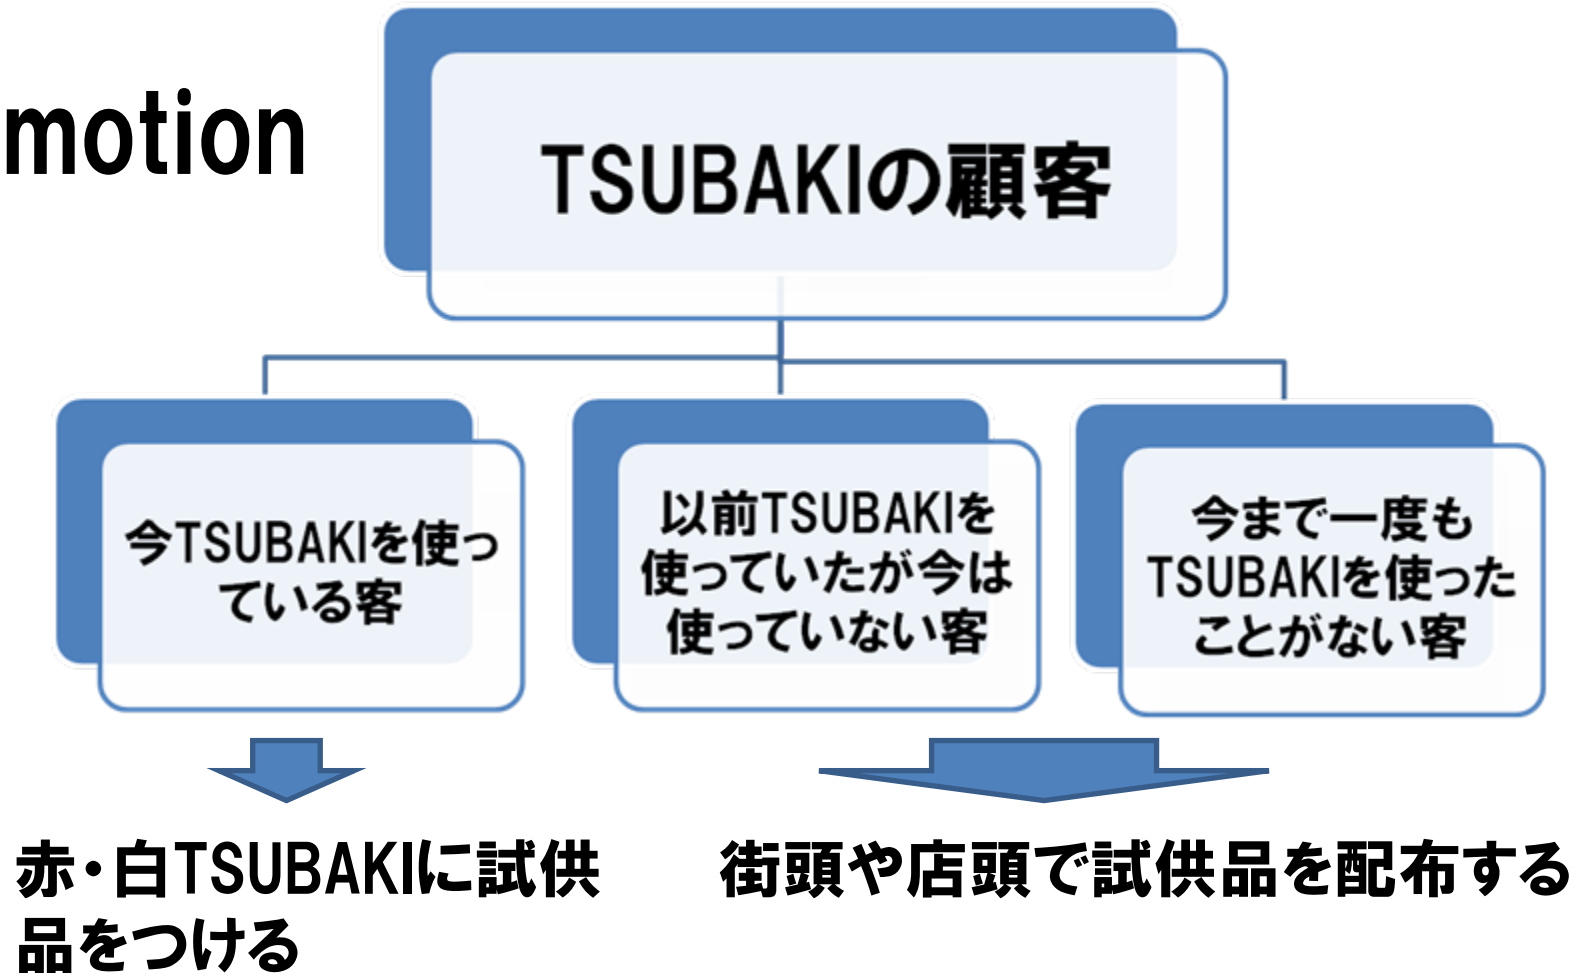 motion
TSUBAKIの顧客
今TSUBAKIを使っ
ている客
以前TSUBAKIを
使っていたが今は
使っていない客
今まで一度も
TSUBAKIを使った
ことがない客
赤・白TSUBAKIに試供
品をつける
街頭や店頭で試供品を配布する